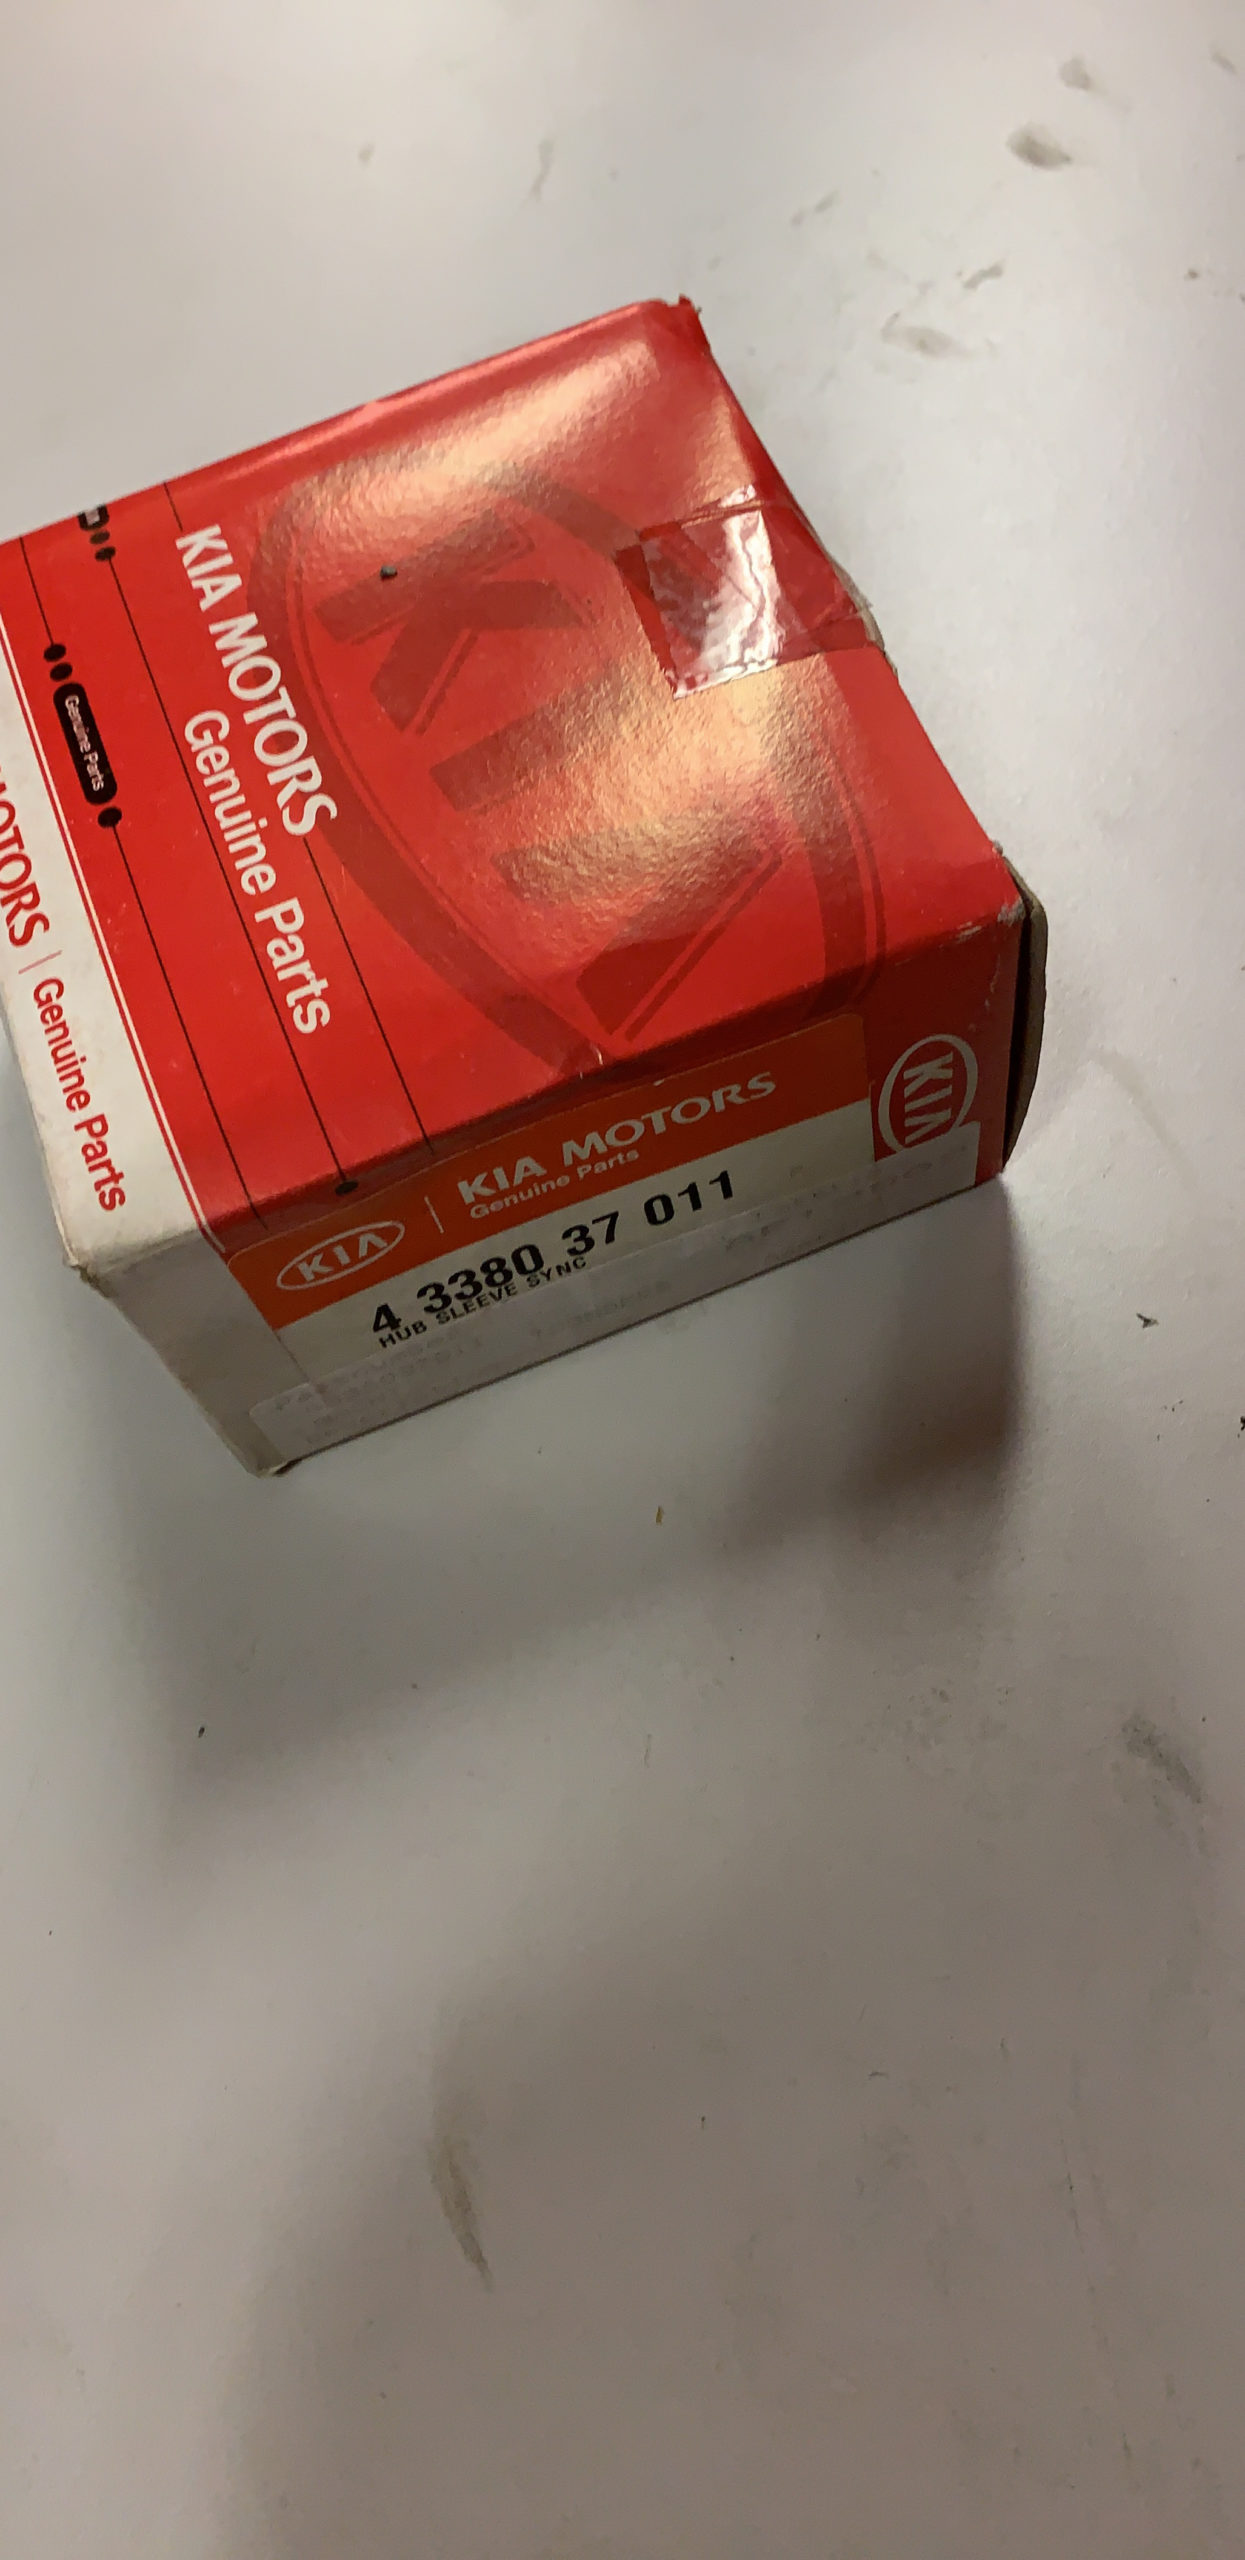 KIA
KIA MOTORS
Genuine Parts
Genuine Parts
MOTORS | Genuine Parts
KIA
KIA MOTORS
Genuine Parts
4 3380 37 011
HUB SLEEVE SYNC
KIA